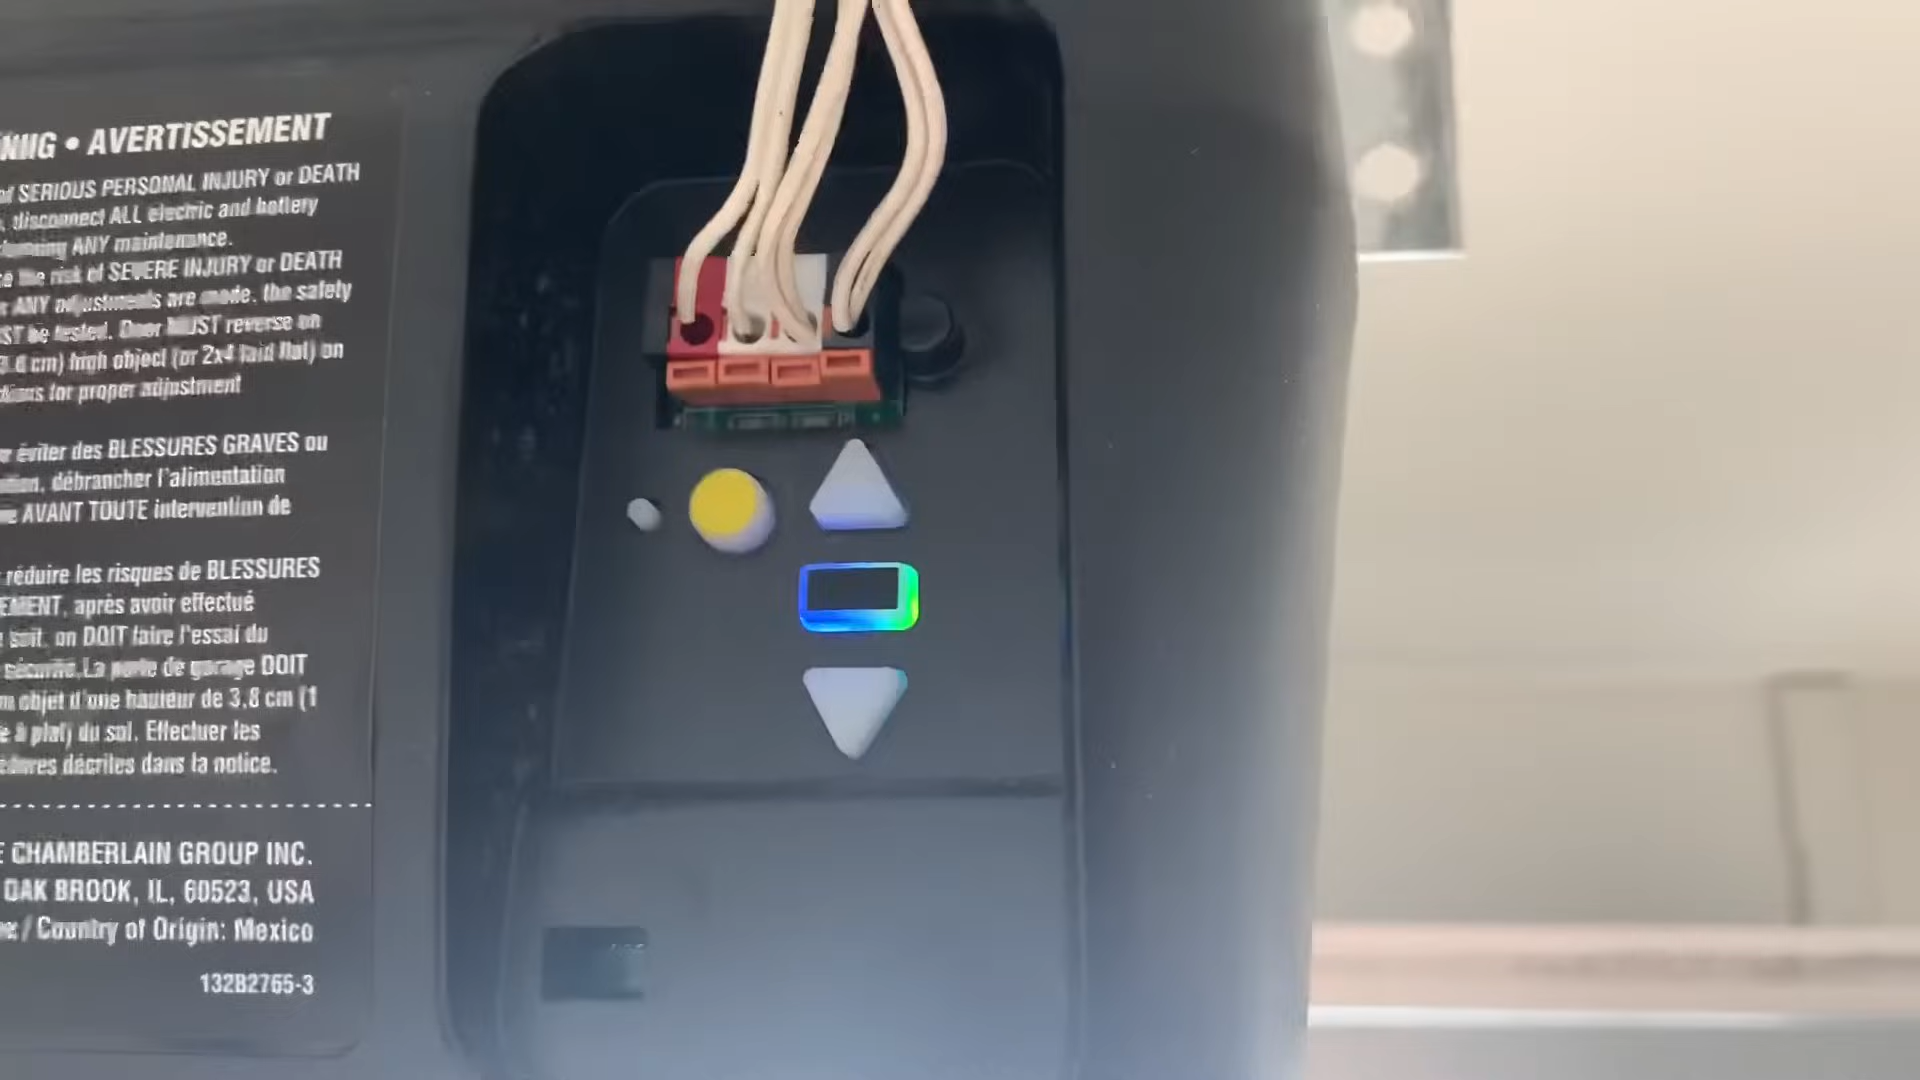 • AVERTISSEMENT
of SERIOUS PERSONAL INJURY or DEATH
disconnect ALL electric and battery
ANY maintenance.
the risk of SEVERE INJURY or DEATH
ANY adjustments are made, the safety
be tested. Door MUST reverse on
cm) high object (or 2x4 laid flat) on
for proper adjustment
éviter des BLESSURES GRAVES ou
débrancher l'alimentation
AVANT TOUTE intervention de
réduire les risques de BLESSURES
après avoir effectué
soit, on DOIT faire l'essai du
sécurité.La porte de garage DOIT
objet d'une hauteur de 3,8 cm (1
à plat) du sol. Effectuer les
décrites dans la notice.
CHAMBERLAIN GROUP INC.
OAK BROOK, IL, 60523, USA
/ Country of Origin: Mexico
132B2765-3